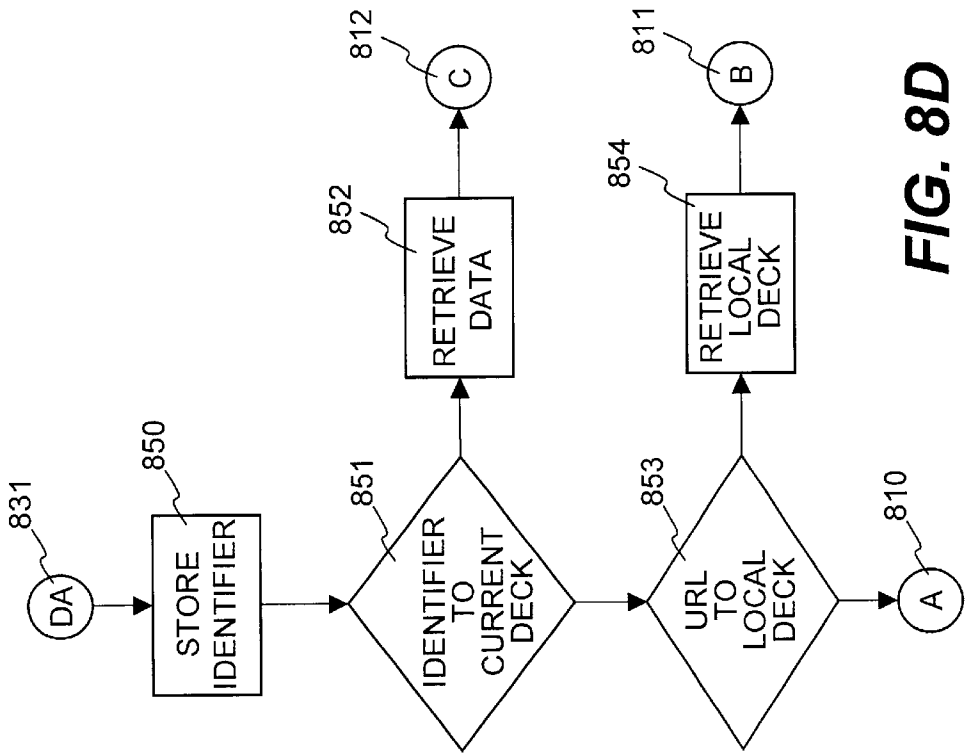 DA
831
STORE
IDENTIFIER
850
IDENTIFIER
TO
CURRENT
DECK
851
RETRIEVE
DATA
852
C
812
URL
TO
LOCAL
DECK
853
RETRIEVE
LOCAL
DECK
854
B
811
A
810
FIG. 8D